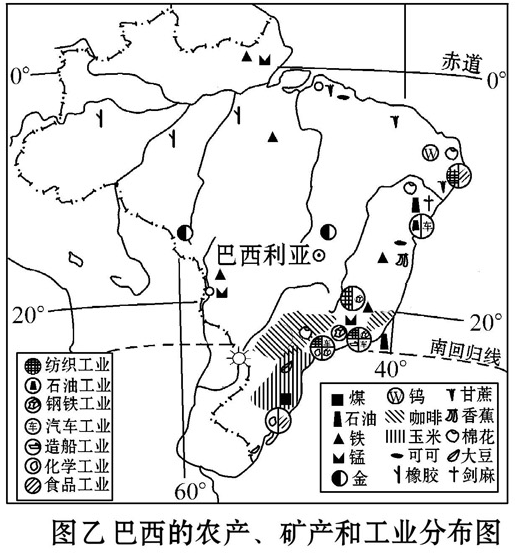 赤道
0°
0°
W
车
巴西利亚
20°
20°
车
车
南回归线
40°
纺织工业
石油工业
钢铁工业
车 汽车工业
造船工业
化学工业
食品工业
煤 W 钨 甘蔗
石油 咖啡 香蕉
铁 玉米 棉花
锰 可可 大豆
金 橡胶 剑麻
60°
图乙 巴西的农产、矿产和工业分布图